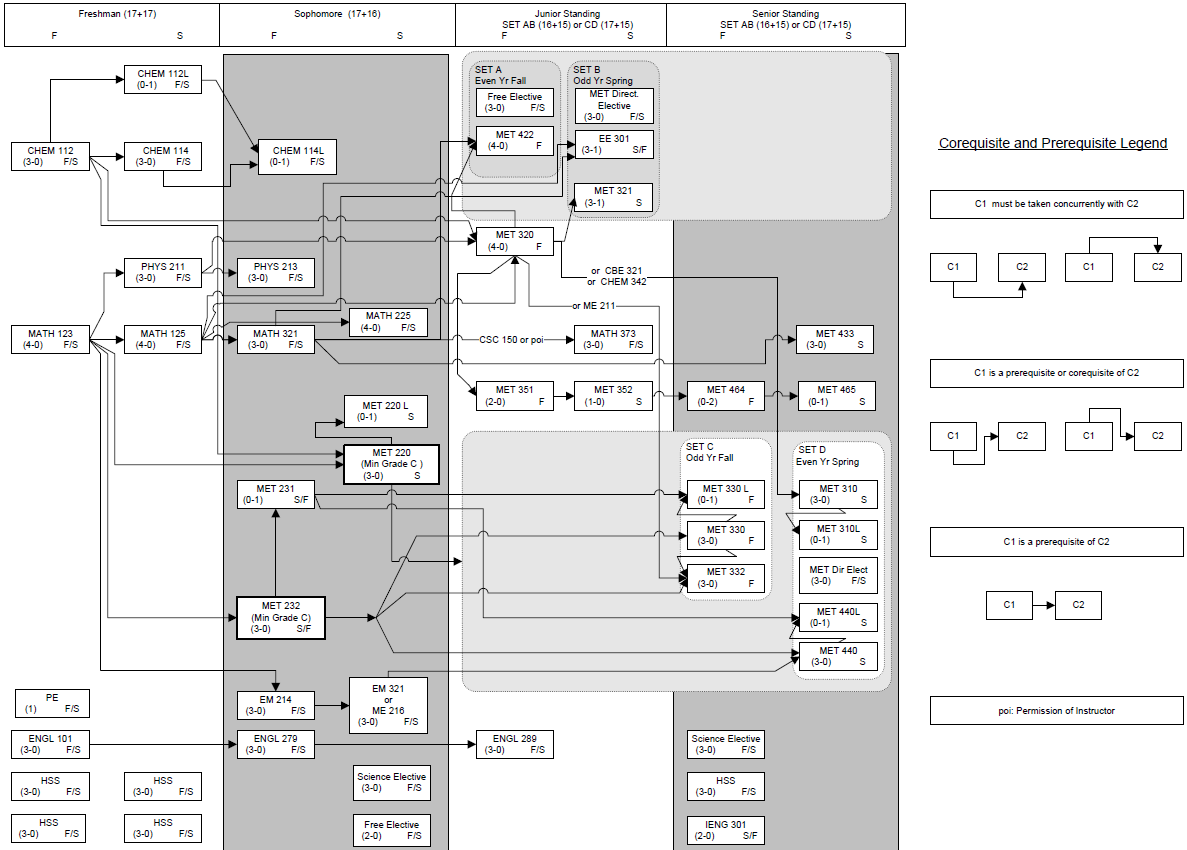 Freshman (17+17)
F S
Sophomore (17+16)
F S
Junior Standing
SET AB (16+15) or CD (17+15)
F S
Senior Standing
SET AB (16+15) or CD (17+15)
F S
CHEM 112L
(0-1) F/S
CHEM 112
(3-0) F/S
CHEM 114
(3-0) F/S
CHEM 114L
(0-1) F/S
SET A
Even Yr Fall
Free Elective
(3-0) F/S
MET 422
(4-0) F
SET B
Odd Yr Spring
MET Direct.
Elective
(3-0) F/S
EE 301
(3-1) S/F
MET 321
(3-1) S
MET 320
(4-0) F
PHYS 211
(3-0) F/S
PHYS 213
(3-0) F/S
or CBE 321
or CHEM 342
or ME 211
MATH 123
(4-0) F/S
MATH 125
(4-0) F/S
MATH 321
(3-0) F/S
MATH 225
(4-0) F/S
CSC 150 or poi
MATH 373
(3-0) F/S
MET 433
(3-0) S
MET 351
(2-0) F
MET 352
(1-0) S
MET 464
(0-2) F
MET 465
(0-1) S
MET 220 L
(0-1) S
MET 220
(Min Grade C )
(3-0) S
MET 231
(0-1) S/F
SET C
Odd Yr Fall
MET 330 L
(0-1) F
MET 330
(3-0) F
MET 332
(3-0) F
SET D
Even Yr Spring
MET 310
(3-0) S
MET 310L
(0-1) S
MET Dir Elect
(3-0) F/S
MET 440L
(0-1) S
MET 440
(3-0) S
MET 232
(Min Grade C)
(3-0) S/F
EM 214
(3-0) F/S
EM 321
or
ME 216
(3-0) F/S
PE
(1) F/S
ENGL 101
(3-0) F/S
ENGL 279
(3-0) F/S
ENGL 289
(3-0) F/S
Science Elective
(3-0) F/S
HSS
(3-0) F/S
HSS
(3-0) F/S
Science Elective
(3-0) F/S
HSS
(3-0) F/S
HSS
(3-0) F/S
HSS
(3-0) F/S
Free Elective
(2-0) F/S
IENG 301
(2-0) S/F
Corequisite and Prerequisite Legend
C1 must be taken concurrently with C2
C1 C2 C1 C2
C1 is a prerequisite or corequisite of C2
C1 C2 C1 C2
C1 is a prerequisite of C2
C1 C2
poi: Permission of Instructor